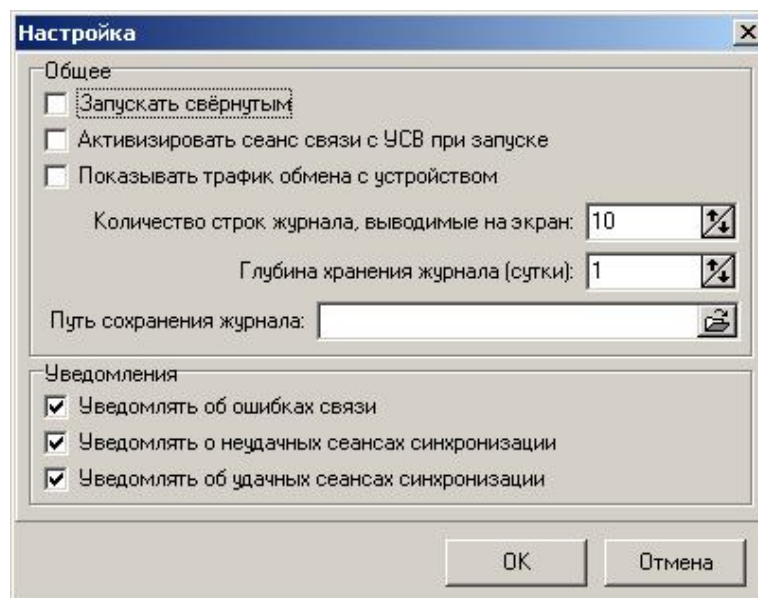 Настройка
Общее
Запускать свёрнутым
Активизировать сеанс связи с УСВ при запуске
Показывать трафик обмена с устройством
Количество строк журнала, выводимые на экран: 10
Глубина хранения журнала (сутки): 1
Путь сохранения журнала:
Уведомления
Уведомлять об ошибках связи
Уведомлять о неудачных сеансах синхронизации
Уведомлять об удачных сеансах синхронизации
OK Отмена